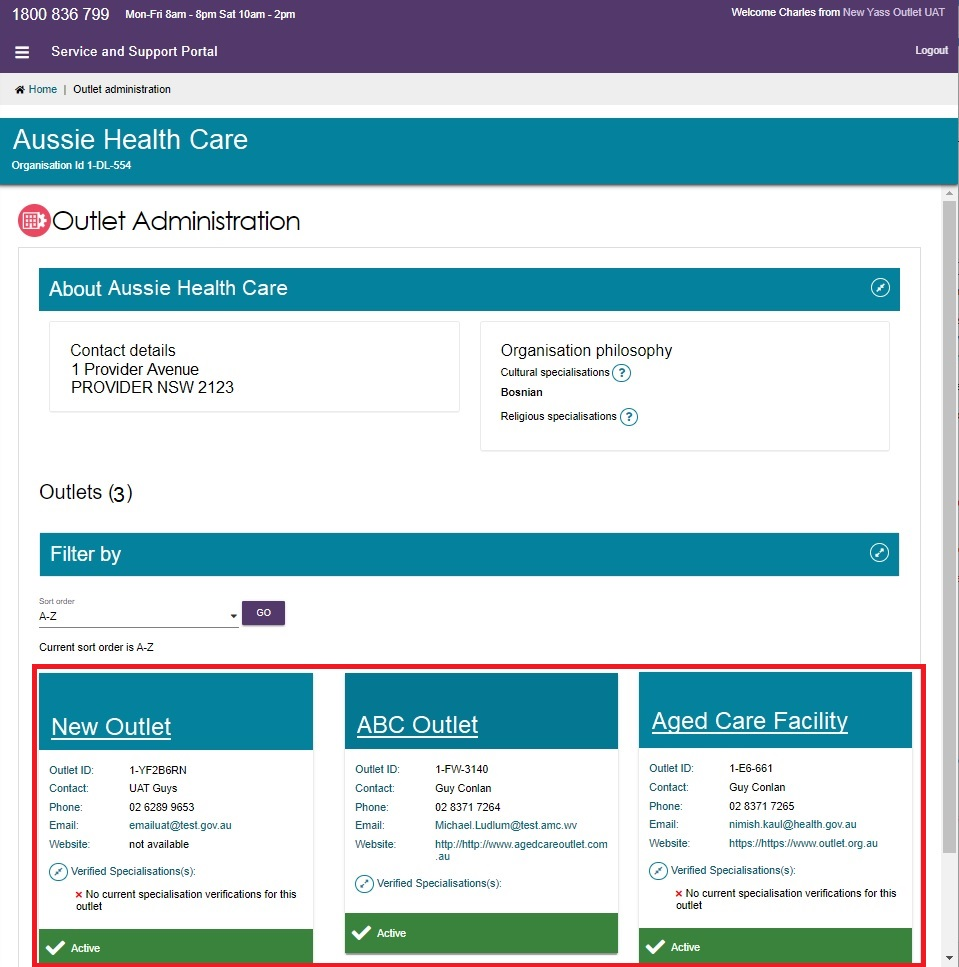 1800 836 799 Mon-Fri 8am - 8pm Sat 10am - 2pm
Welcome Charles from New Yass Outlet UAT
Service and Support Portal
Logout
Home | Outlet administration
Aussie Health Care
Organisation Id 1-DL-554
Outlet Administration
About Aussie Health Care
Contact details
1 Provider Avenue
PROVIDER NSW 2123
Organisation philosophy
Cultural specialisations ?
Bosnian
Religious specialisations ?
Outlets (3)
Filter by
Sort order
A-Z
GO
Current sort order is A-Z
New Outlet
Outlet ID: 1-YF2B6RN
Contact: UAT Guys
Phone: 02 6289 9653
Email: emailuat@test.gov.au
Website: not available
Verified Specialisations(s):
No current specialisation verifications for this
outlet
Active
ABC Outlet
Outlet ID: 1-FW-3140
Contact: Guy Conlan
Phone: 02 8371 7264
Email: Michael.Ludlum@test.amc.wv
Website: http://http://www.agedcareoutlet.com
.au
Verified Specialisations(s):
Active
Aged Care Facility
Outlet ID: 1-E6-661
Contact: Guy Conlan
Phone: 02 8371 7265
Email: nimish.kaul@health.gov.au
Website: https://https://www.outlet.org.au
Verified Specialisations(s):
No current specialisation verifications for this
outlet
Active